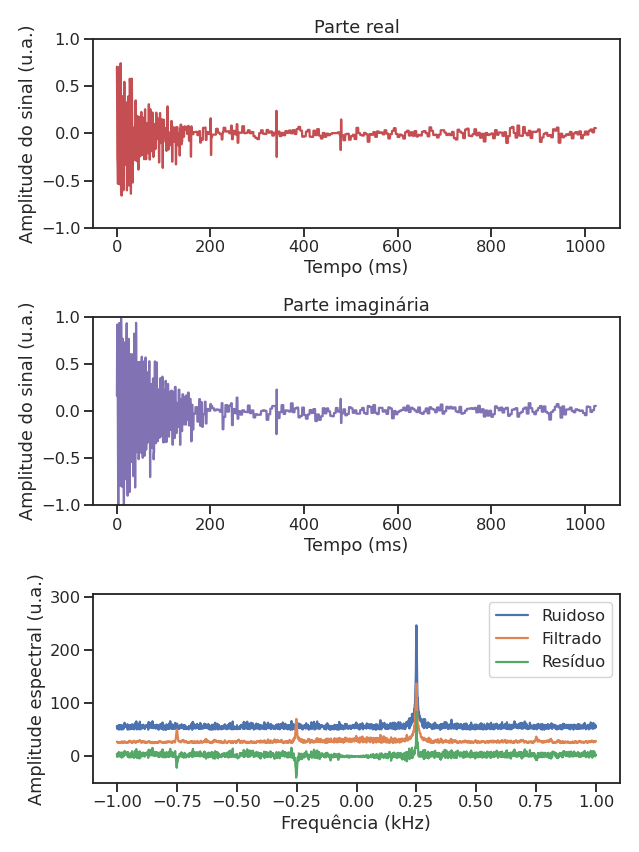 Parte real
Amplitude do sinal (u.a.)
1.0
0.5
0.0
−0.5
−1.0
0 200 400 600 800 1000
Tempo (ms)
Parte imaginária
Amplitude do sinal (u.a.)
1.0
0.5
0.0
−0.5
−1.0
0 200 400 600 800 1000
Tempo (ms)
Amplitude espectral (u.a.)
300
200
100
0
Ruidoso
Filtrado
Resíduo
−1.00 −0.75 −0.50 −0.25 0.00 0.25 0.50 0.75 1.00
Frequência (kHz)